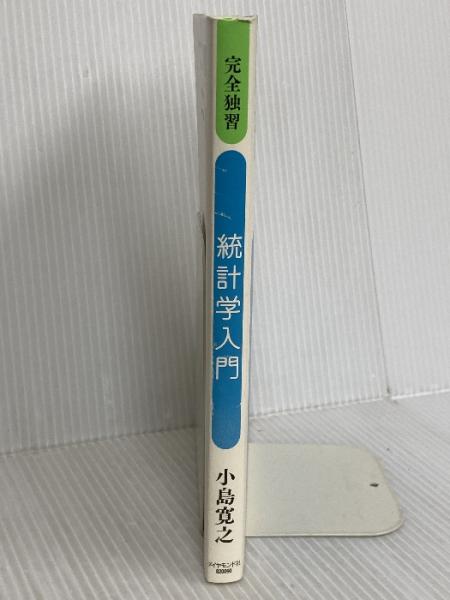 完全独習
統計学入門
小島寛之
ダイヤモンド社